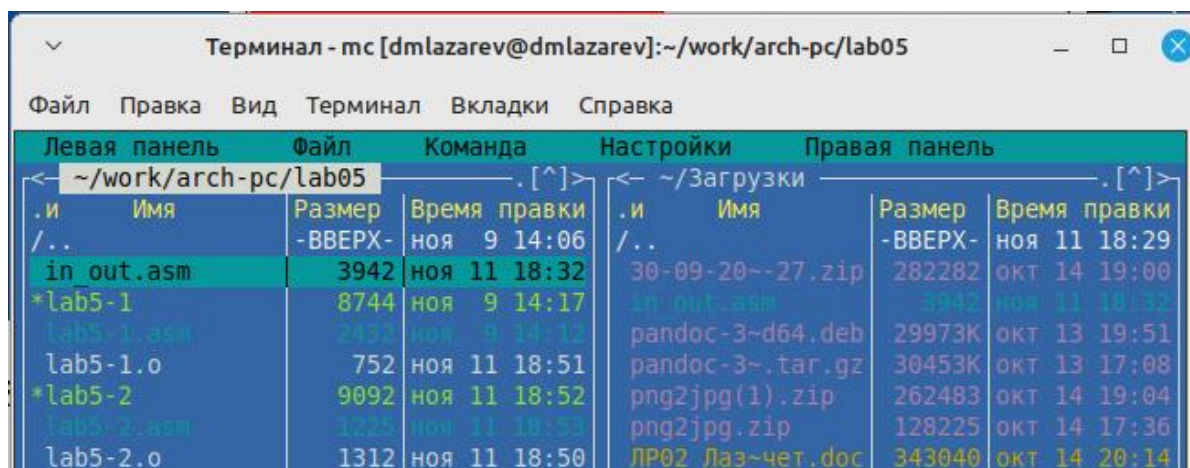 Терминал - mc [dmlazarev@dmlazarev]:~/work/arch-pc/lab05
Файл Правка Вид Терминал Вкладки Справка
Левая панель Файл Команда Настройки Правая панель
<- ~/work/arch-pc/lab05 .[^]> <- ~/Загрузки .[^]>
.и Имя Размер Время правки .и Имя Размер Время правки
/.. -ВВЕРХ- ноя 9 14:06 /.. -ВВЕРХ- ноя 11 18:29
in_out.asm 3942 ноя 11 18:32 30-09-20~-27.zip 282282 окт 14 19:00
*lab5-1 8744 ноя 9 14:17 in_out.asm 3942 ноя 11 18:32
lab5-1.asm 2432 ноя 9 14:12 pandoc-3~d64.deb 29973K окт 13 19:51
lab5-1.o 752 ноя 11 18:51 pandoc-3~.tar.gz 30453K окт 13 17:08
*lab5-2 9092 ноя 11 18:52 png2jpg(1).zip 262483 окт 14 19:04
lab5-2.asm 1225 ноя 11 18:53 png2jpg.zip 128225 окт 14 17:36
lab5-2.o 1312 ноя 11 18:50 ЛР02_Лаз~чет.doc 343040 окт 14 20:14